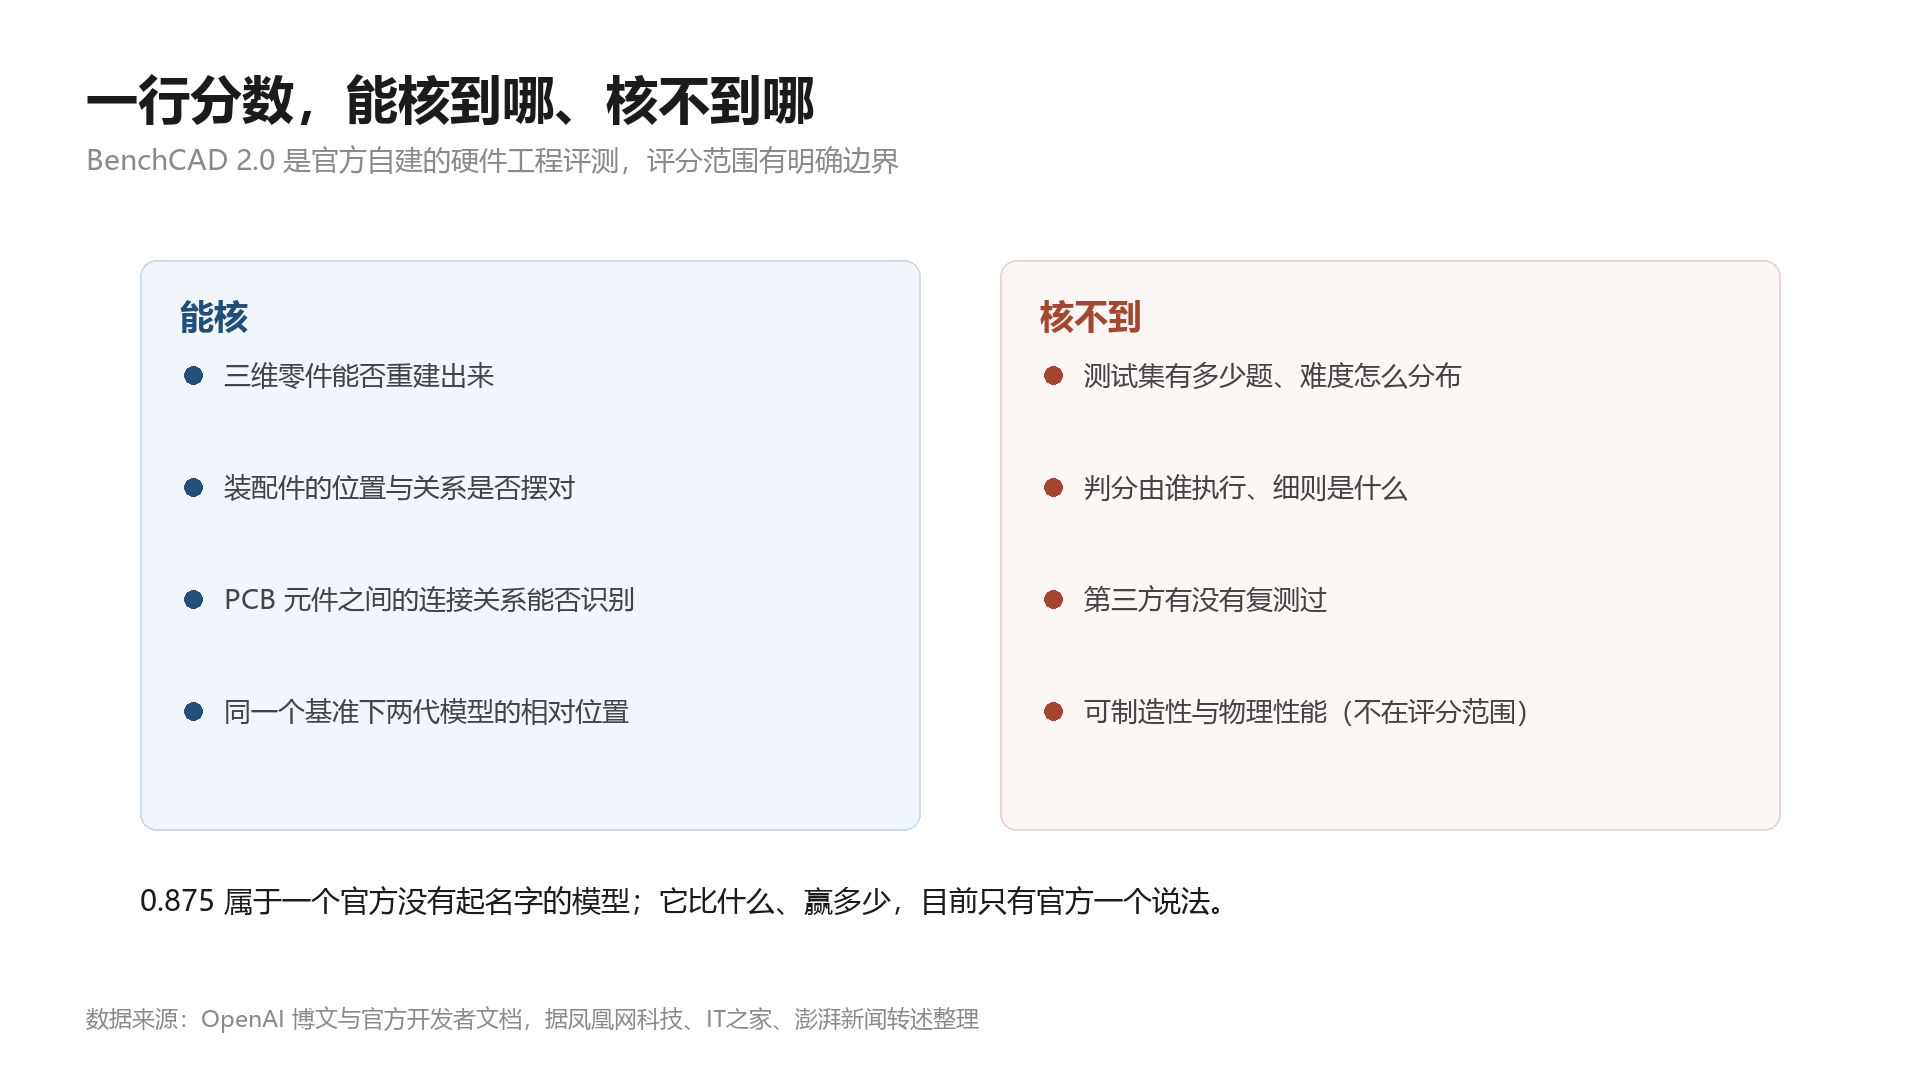 一行分数，能核到哪、核不到哪
BenchCAD 2.0 是官方自建的硬件工程评测，评分范围有明确边界
能核
三维零件能否重建出来
装配件的位置与关系是否摆对
PCB 元件之间的连接关系能否识别
同一个基准下两代模型的相对位置
核不到
测试集有多少题、难度怎么分布
判分由谁执行、细则是什么
第三方有没有复测过
可制造性与物理性能（不在评分范围）
0.875 属于一个官方没有起名字的模型；它比什么、赢多少，目前只有官方一个说法。
数据来源：OpenAI 博文与官方开发者文档，据凤凰网科技、IT之家、澎湃新闻转述整理